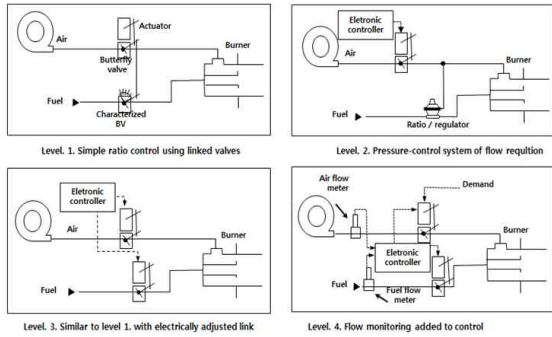 Actuator
Air
Butterfly
valve
Burner
Fuel
Characterized
BV
Level. 1. Simple ratio control using linked valves
Eletronic
controller
Air
Burner
Fuel
Ratio / regulator
Level. 2. Pressure-control system of flow requltion
Eletronic
controller
Air
Burner
Fuel
Level. 3. Similar to level 1. with electrically adjusted link
Air flow
meter
Demand
Air
Burner
Eletronic
controller
Fuel
Fuel flow
meter
Level. 4. Flow monitoring added to control